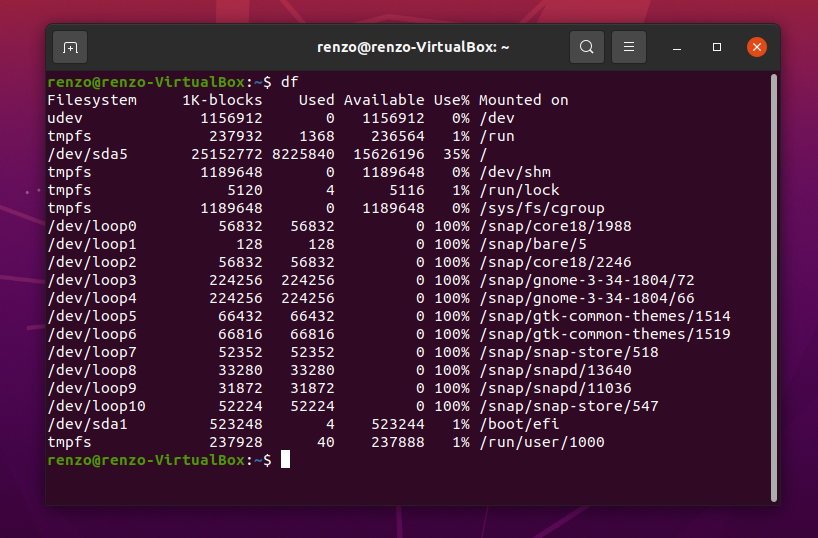 renzo@renzo-VirtualBox: ~
renzo@renzo-VirtualBox:~$ df
Filesystem     1K-blocks    Used Available Use% Mounted on
udev             1156912       0   1156912   0% /dev
tmpfs             237932    1368    236564   1% /run
/dev/sda5       25152772 8225840  15626196  35% /
tmpfs            1189648       0   1189648   0% /dev/shm
tmpfs               5120       4      5116   1% /run/lock
tmpfs            1189648       0   1189648   0% /sys/fs/cgroup
/dev/loop0         56832   56832         0 100% /snap/core18/1988
/dev/loop1           128     128         0 100% /snap/bare/5
/dev/loop2         56832   56832         0 100% /snap/core18/2246
/dev/loop3        224256  224256         0 100% /snap/gnome-3-34-1804/72
/dev/loop4        224256  224256         0 100% /snap/gnome-3-34-1804/66
/dev/loop5         66432   66432         0 100% /snap/gtk-common-themes/1514
/dev/loop6         66816   66816         0 100% /snap/gtk-common-themes/1519
/dev/loop7         52352   52352         0 100% /snap/snap-store/518
/dev/loop8         33280   33280         0 100% /snap/snapd/13640
/dev/loop9         31872   31872         0 100% /snap/snapd/11036
/dev/loop10        52224   52224         0 100% /snap/snap-store/547
/dev/sda1         523248       4    523244   1% /boot/efi
tmpfs             237928      40    237888   1% /run/user/1000
renzo@renzo-VirtualBox:~$